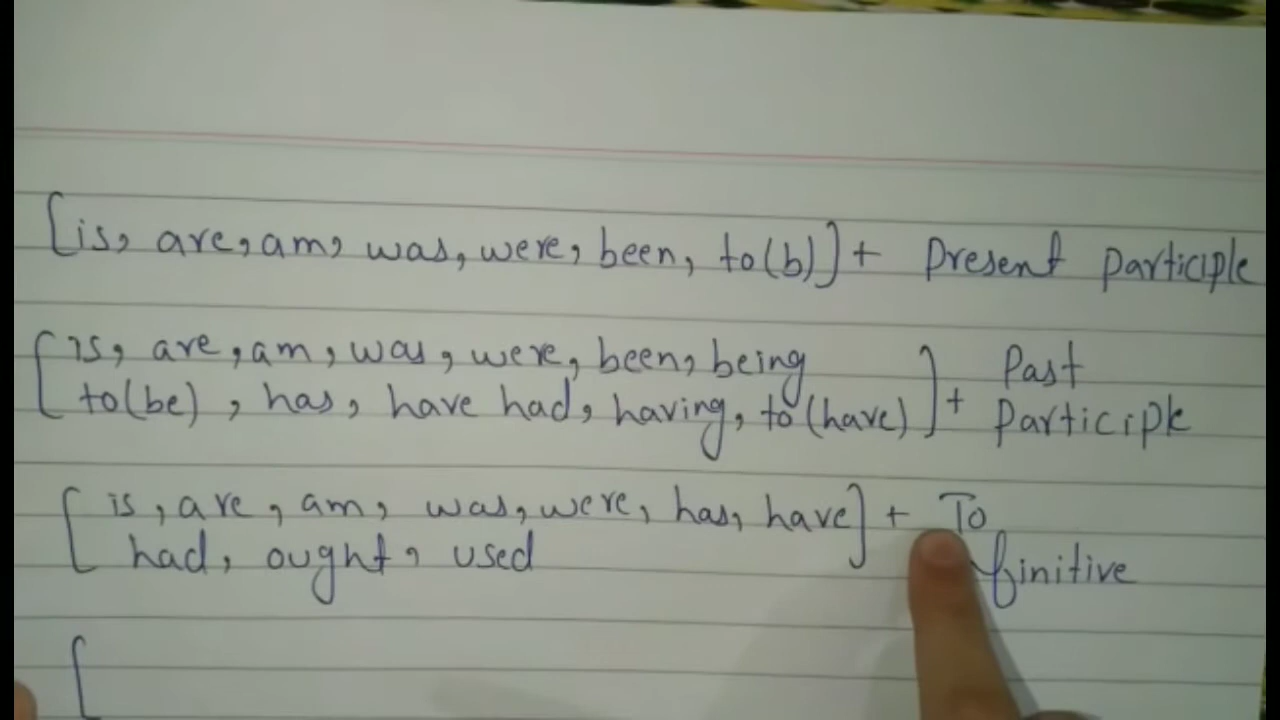 [is, are, am, was, were, been, to(b)] + Present participle
[is, are, am, was, were, been, being
to(be), has, have had, having, to(have)] + Past Participle
[is, are, am, was, were, has, have] + To
had, ought, used finitive
[